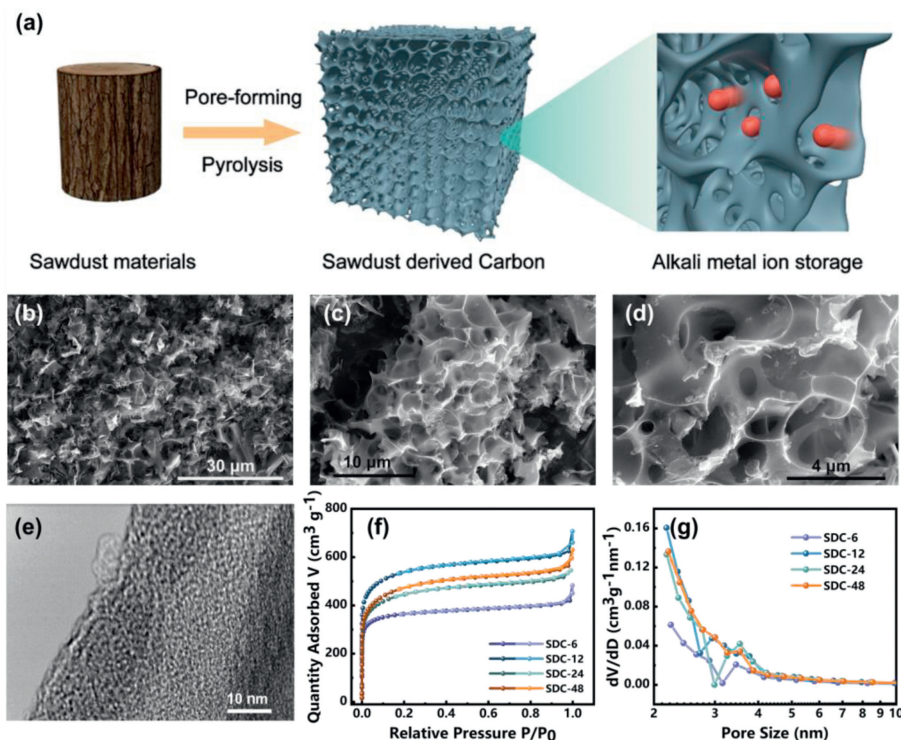 (a)
Pore-forming
Pyrolysis
Sawdust materials
Sawdust derived Carbon
Alkali metal ion storage
(b)
30 μm
(c)
10 μm
(d)
4 μm
(e)
10 nm
(f)
Quantity Adsorbed V (cm³ g⁻¹)
800
600
400
200
0
SDC-6
SDC-12
SDC-24
SDC-48
0.0 0.2 0.4 0.6 0.8 1.0
Relative Pressure P/P₀
(g)
dV/dD (cm³g⁻¹nm⁻¹)
0.16
0.12
0.08
0.04
0.00
SDC-6
SDC-12
SDC-24
SDC-48
2 3 4 5 6 7 8 9 10
Pore Size (nm)